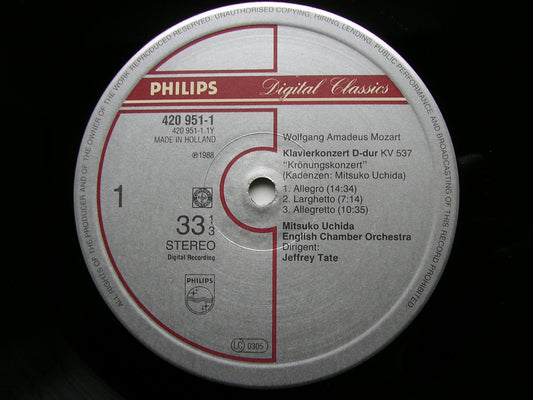 ALL RIGHTS OF THE PRODUCER AND OF THE OWNER OF THE WORK REPRODUCED RESERVED. UNAUTHORISED COPYING, HIRING, LENDING, PUBLIC PERFORMANCE AND BROADCASTING OF THIS RECORD PROHIBITED.
PHILIPS Digital Classics
420 951-1
420 951-1.1Y
MADE IN HOLLAND
℗1988
1
33 1/3
STEREO
Digital Recording
PHILIPS
Wolfgang Amadeus Mozart
Klavierkonzert D-dur KV 537
"Krönungskonzert"
(Kadenzen: Mitsuko Uchida)
1. Allegro (14:34)
2. Larghetto (7:14)
3. Allegretto (10:35)
Mitsuko Uchida
English Chamber Orchestra
Dirigent:
Jeffrey Tate
LC 0305